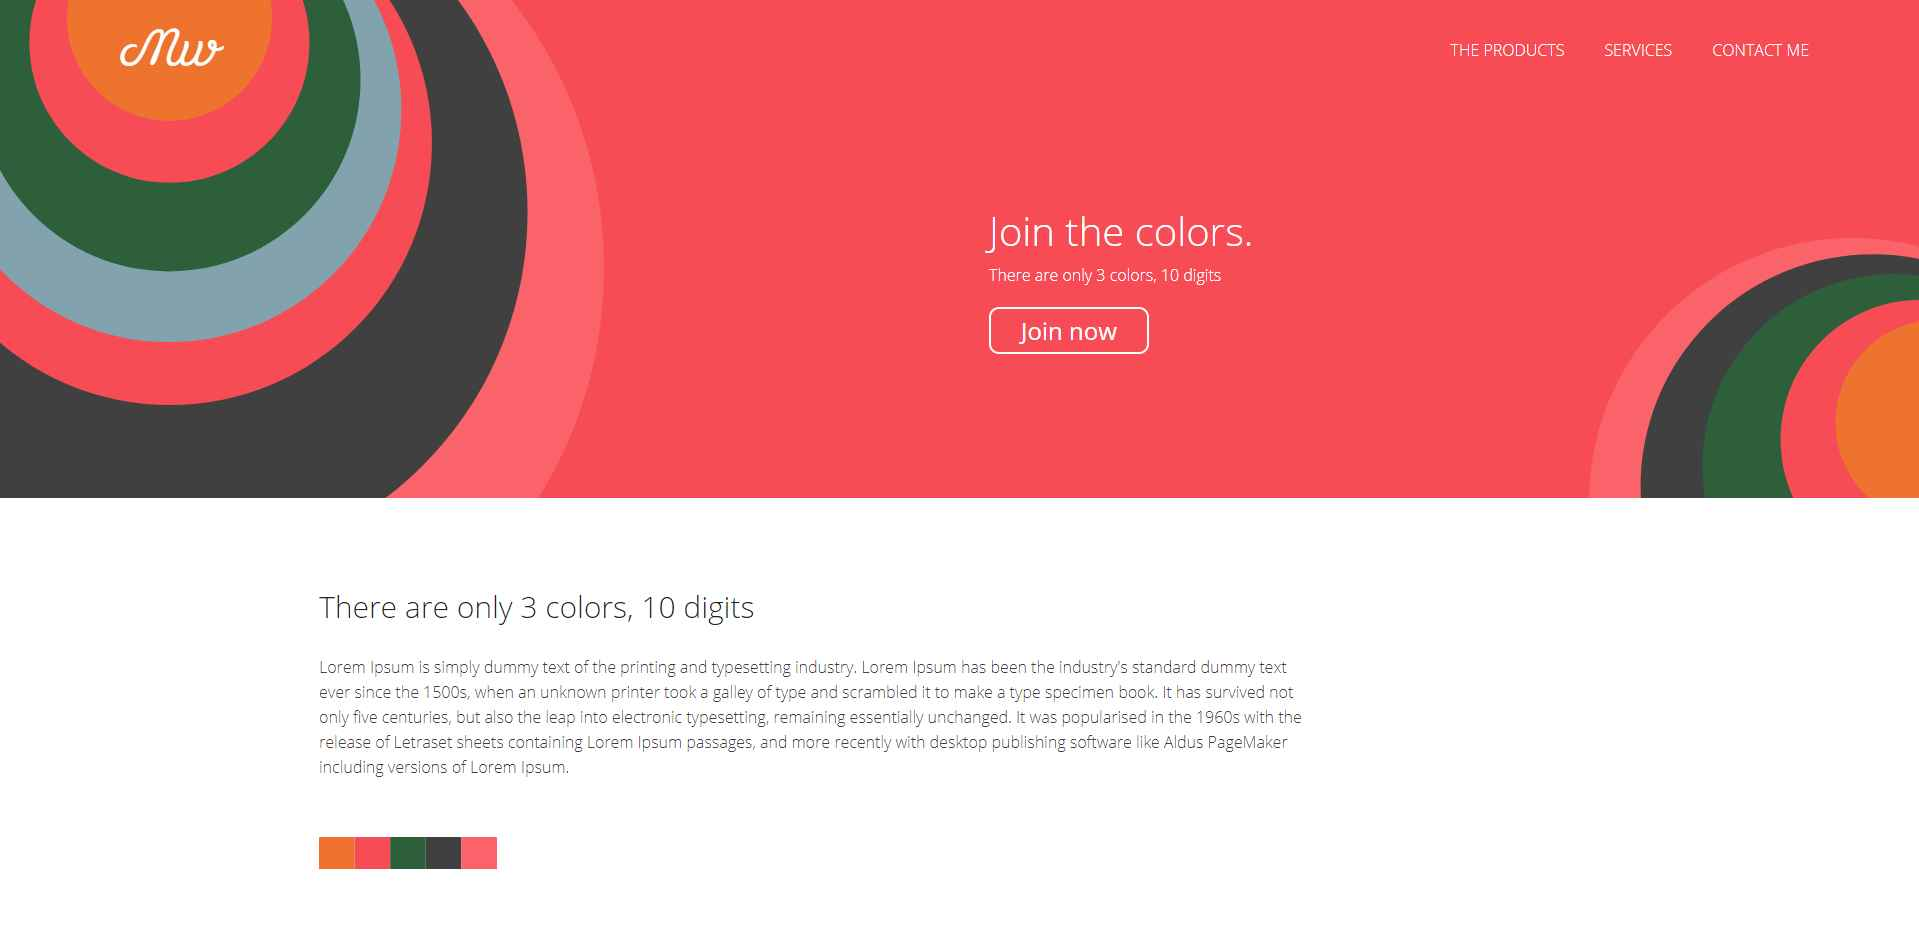 Mw
THE PRODUCTS SERVICES CONTACT ME
Join the colors.
There are only 3 colors, 10 digits
Join now
There are only 3 colors, 10 digits
Lorem Ipsum is simply dummy text of the printing and typesetting industry. Lorem Ipsum has been the industry's standard dummy text
ever since the 1500s, when an unknown printer took a galley of type and scrambled it to make a type specimen book. It has survived not
only five centuries, but also the leap into electronic typesetting, remaining essentially unchanged. It was popularised in the 1960s with the
release of Letraset sheets containing Lorem Ipsum passages, and more recently with desktop publishing software like Aldus PageMaker
including versions of Lorem Ipsum.